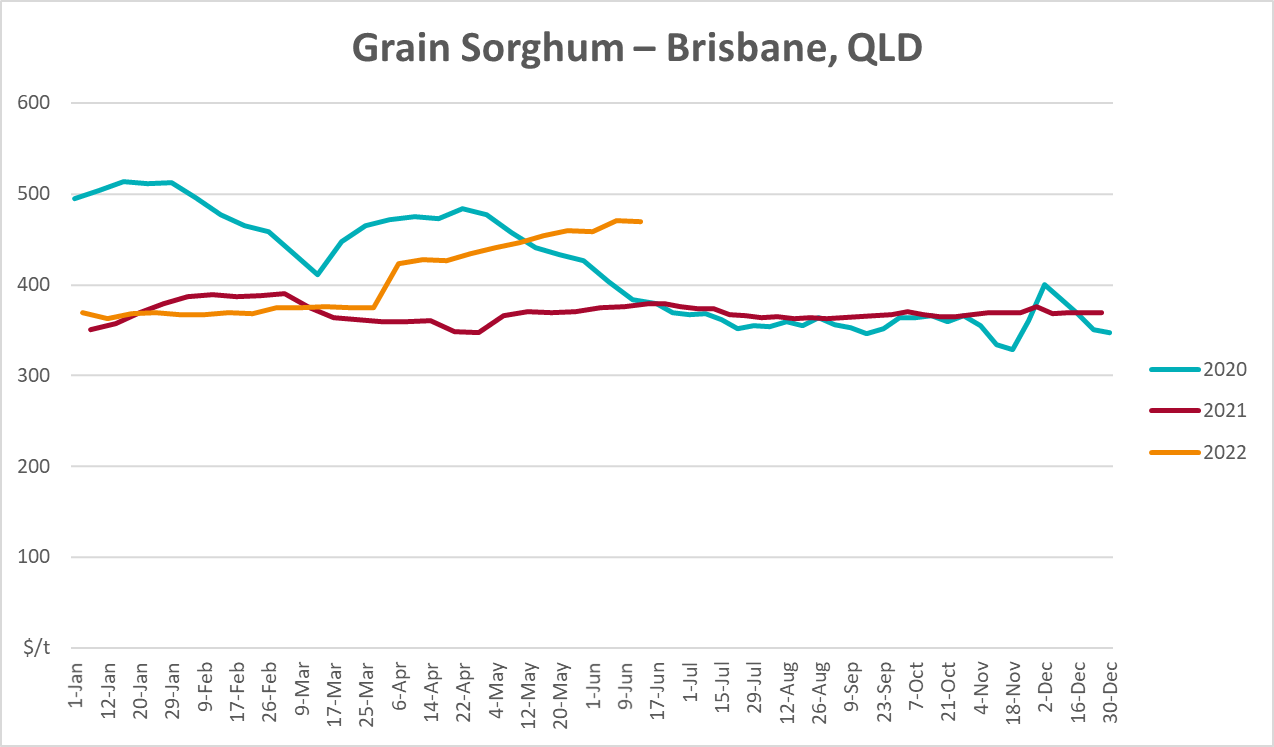 Grain Sorghum – Brisbane, QLD
600
500
400
300
200
100
$/t
1-Jan
12-Jan
20-Jan
29-Jan
9-Feb
17-Feb
26-Feb
9-Mar
17-Mar
25-Mar
6-Apr
14-Apr
22-Apr
4-May
12-May
20-May
1-Jun
9-Jun
17-Jun
1-Jul
15-Jul
29-Jul
12-Aug
26-Aug
9-Sep
23-Sep
7-Oct
21-Oct
4-Nov
18-Nov
2-Dec
16-Dec
30-Dec
2020
2021
2022